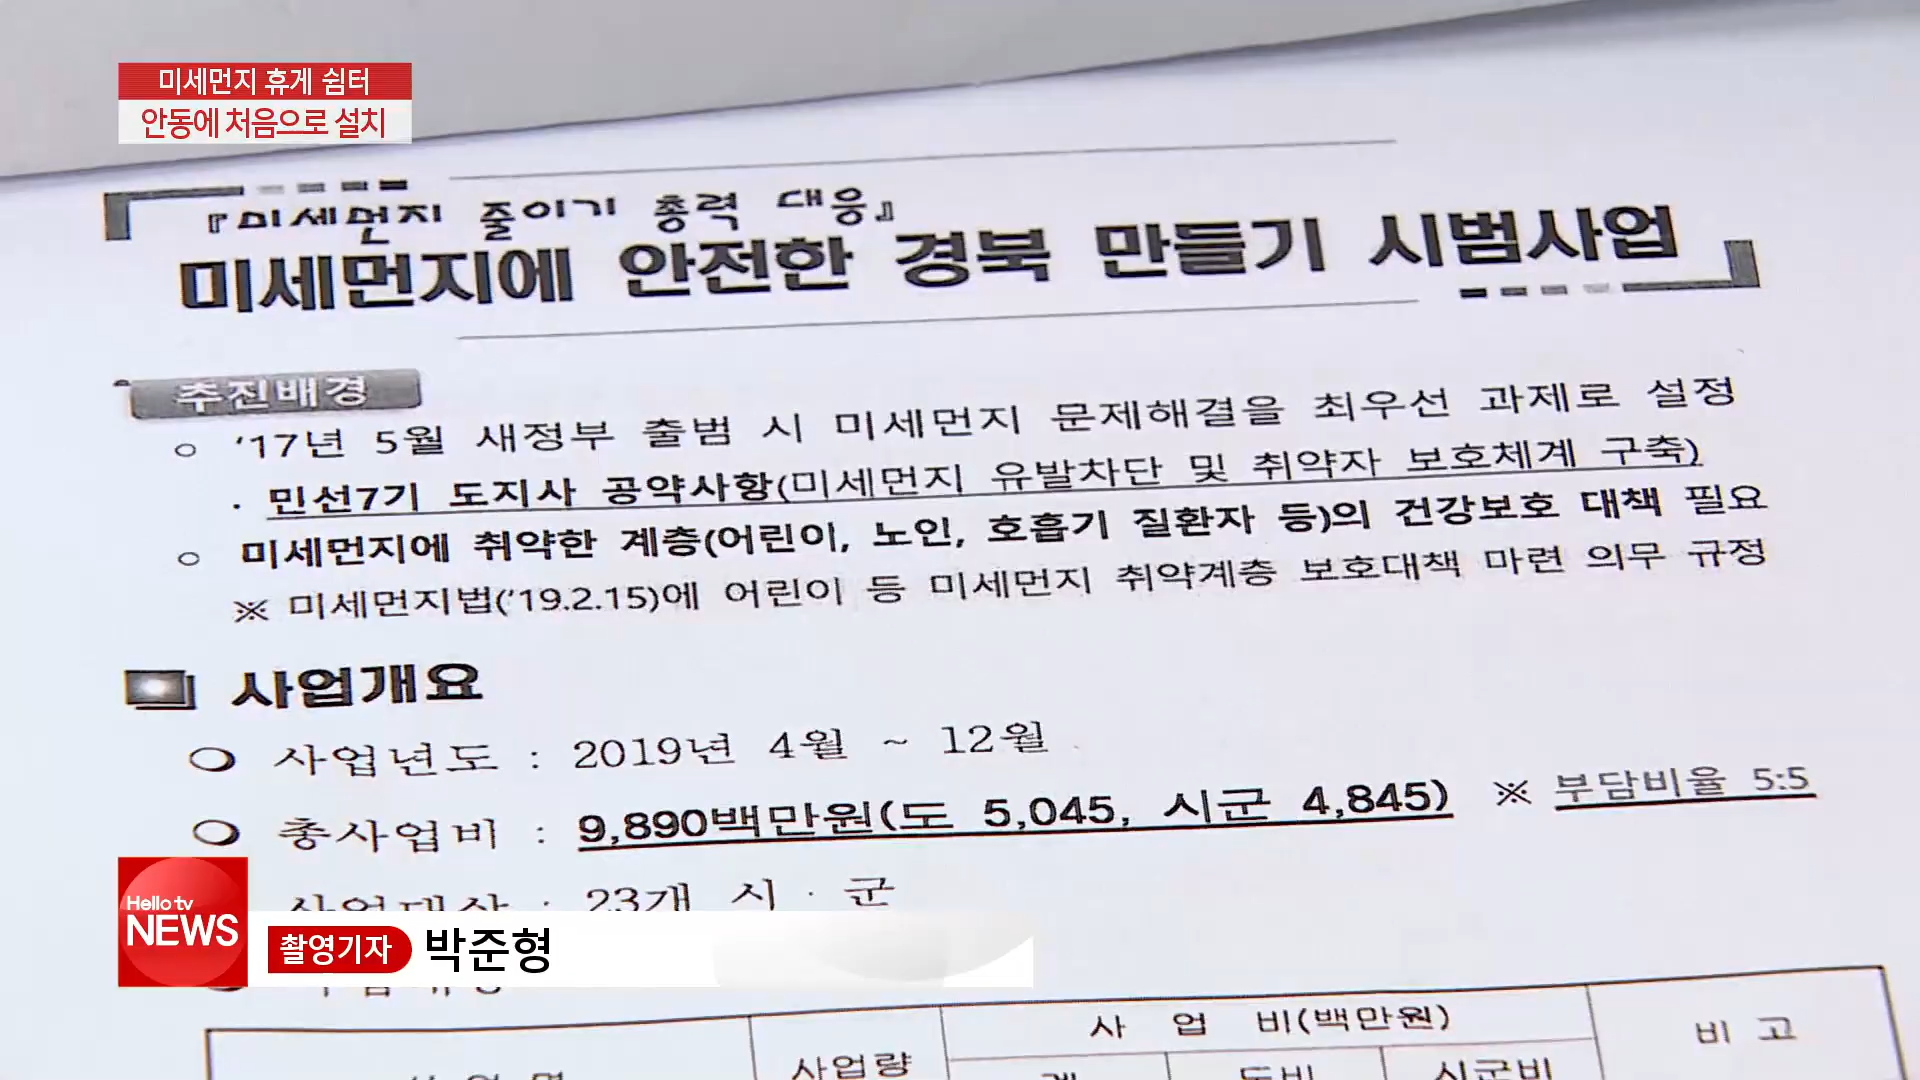 미세먼지 휴게 쉼터
안동에 처음으로 설치
『미세먼지 줄이기 총력 대응』
미세먼지에 안전한 경북 만들기 시범사업
추진배경
○ ‘17년 5월 새정부 출범 시 미세먼지 문제해결을 최우선 과제로 설정
· 민선7기 도지사 공약사항(미세먼지 유발차단 및 취약자 보호체계 구축)
○ 미세먼지에 취약한 계층(어린이, 노인, 호흡기 질환자 등)의 건강보호 대책 필요
※ 미세먼지법(‘19.2.15)에 어린이 등 미세먼지 취약계층 보호대책 마련 의무 규정
사업개요
○ 사업년도 : 2019년 4월 ~ 12월
○ 총사업비 : 9,890백만원(도 5,045, 시군 4,845) ※ 부담비율 5:5
사업대상 : 23개 시·군
Hello tv
NEWS
촬영기자 박준형
사 업 비(백만원)
비 고
사업량
도비
시군비